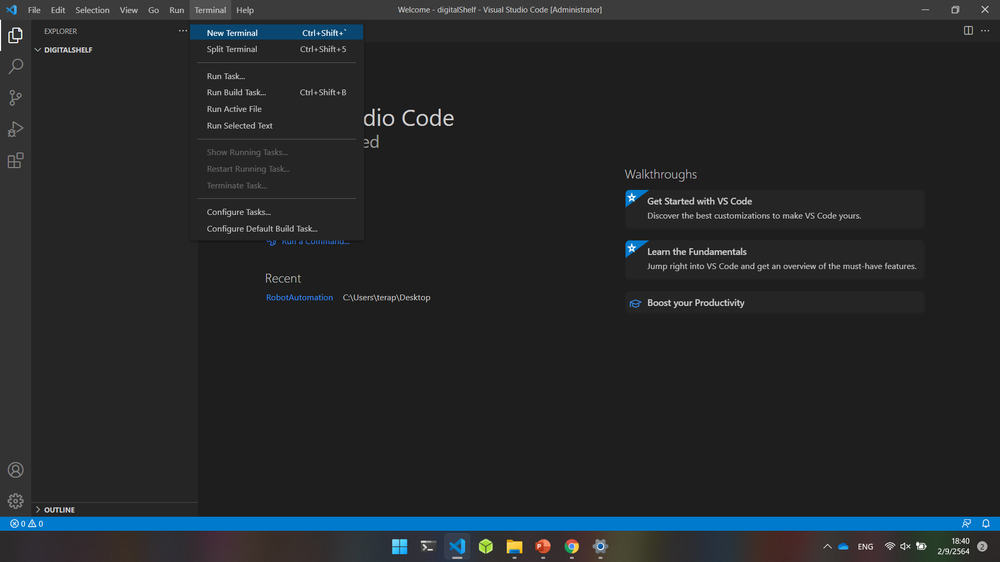 File Edit Selection View Go Run Terminal Help
Welcome - digitalShelf - Visual Studio Code [Administrator]
EXPLORER
DIGITALSHELF
New Terminal Ctrl+Shift+`
Split Terminal Ctrl+Shift+5
Run Task...
Run Build Task... Ctrl+Shift+B
Run Active File
Run Selected Text
Show Running Tasks...
Restart Running Task...
Terminate Task...
Configure Tasks...
Configure Default Build Task...
dio Code
ed
Run a Command...
Recent
RobotAutomation C:\Users\terap\Desktop
Walkthroughs
Get Started with VS Code
Discover the best customizations to make VS Code yours.
Learn the Fundamentals
Jump right into VS Code and get an overview of the must-have features.
Boost your Productivity
OUTLINE
0 0
P
ENG
18:40
2/9/2564
2